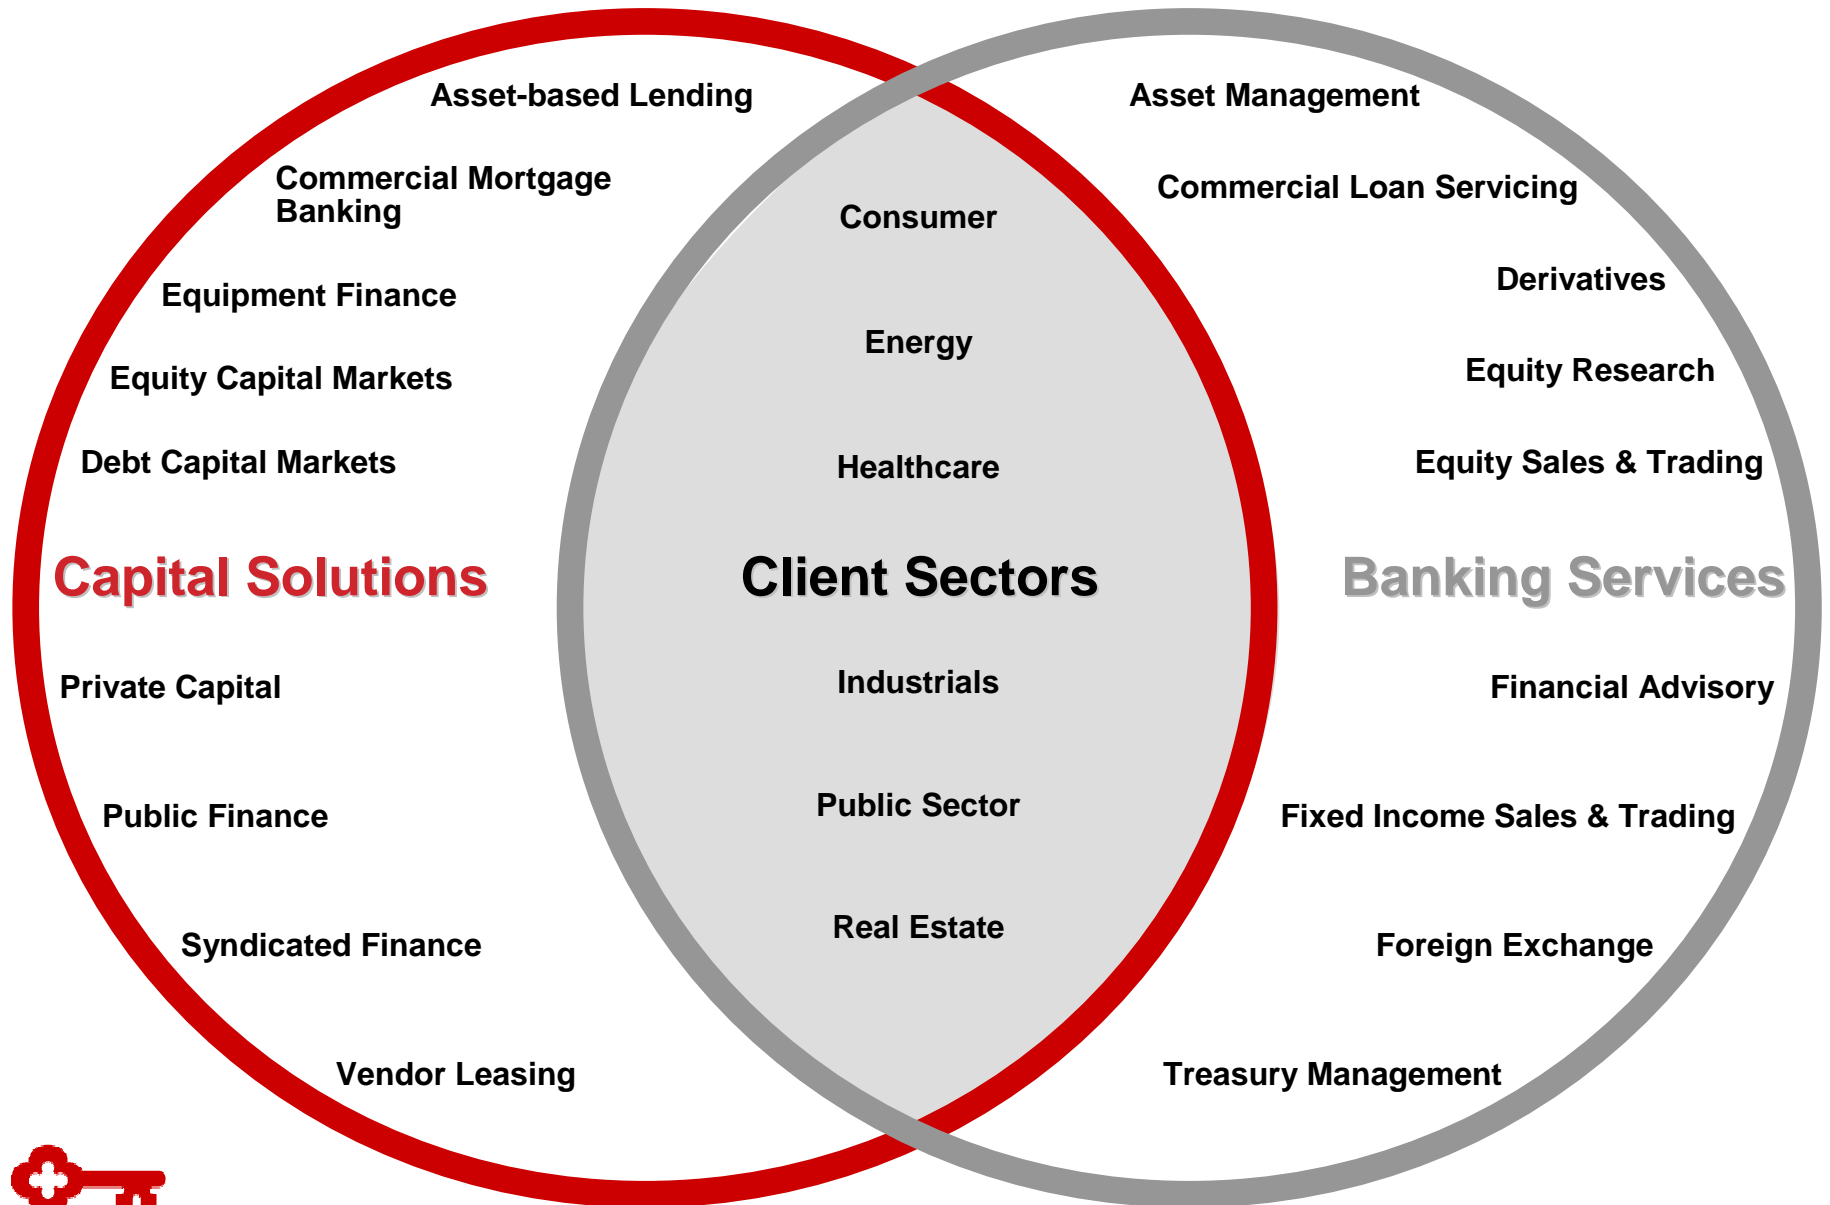 Asset-based Lending
Commercial Mortgage
Banking
Equipment Finance
Equity Capital Markets
Debt Capital Markets
Capital Solutions
Private Capital
Public Finance
Syndicated Finance
Vendor Leasing
Consumer
Energy
Healthcare
Client Sectors
Industrials
Public Sector
Real Estate
Asset Management
Commercial Loan Servicing
Derivatives
Equity Research
Equity Sales & Trading
Banking Services
Financial Advisory
Fixed Income Sales & Trading
Foreign Exchange
Treasury Management